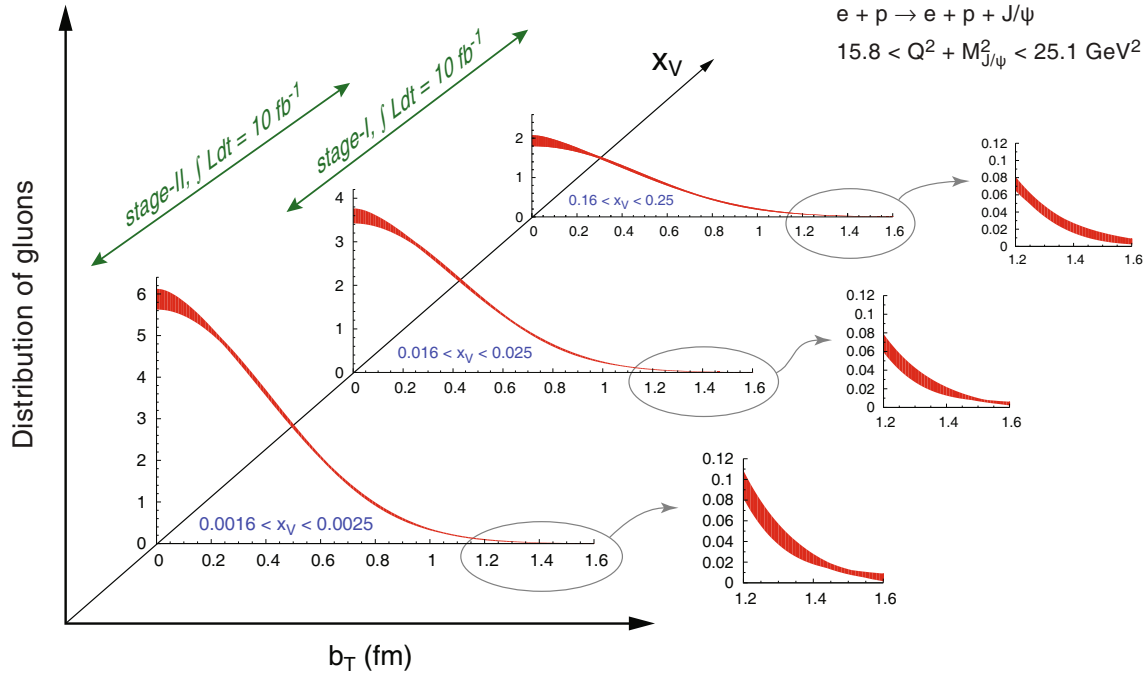 e + p → e + p + J/ψ
15.8 < Q² + M²_J/ψ < 25.1 GeV²
stage-II, ∫ Ldt = 10 fb⁻¹
stage-I, ∫ Ldt = 10 fb⁻¹
x_V
Distribution of gluons
2
1
0
0.16 < x_V < 0.25
0 0.2 0.4 0.6 0.8 1 1.2 1.4 1.6
0.12
0.1
0.08
0.06
0.04
0.02
0
1.2 1.4 1.6
4
3
2
1
0
0.016 < x_V < 0.025
0 0.2 0.4 0.6 0.8 1 1.2 1.4 1.6
0.12
0.1
0.08
0.06
0.04
0.02
0
1.2 1.4 1.6
6
5
4
3
2
1
0
0.0016 < x_V < 0.0025
0 0.2 0.4 0.6 0.8 1 1.2 1.4 1.6
0.12
0.1
0.08
0.06
0.04
0.02
0
1.2 1.4 1.6
b_T (fm)